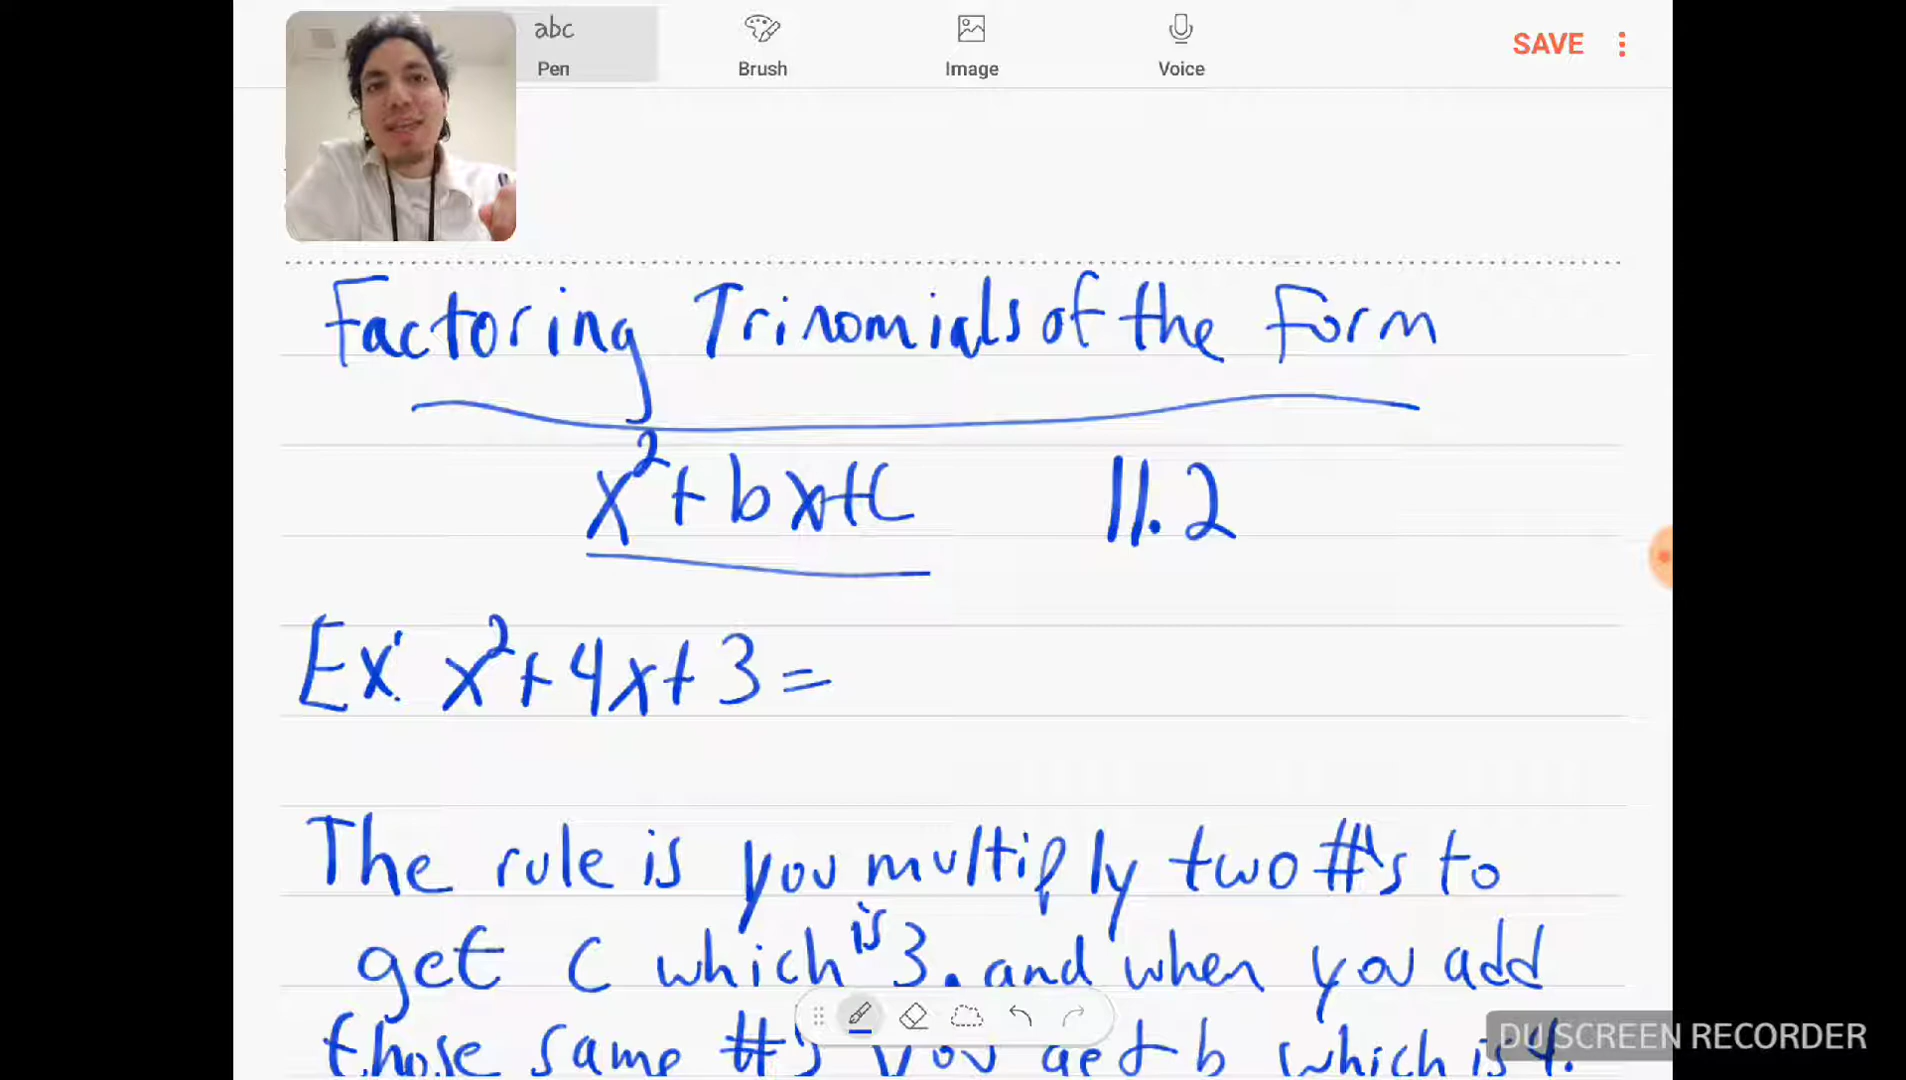 abc
Pen
Brush
Image
Voice
SAVE
Factoring Trinomials of the Form
x²+bx+c 11.2
Ex: x²+4x+3=
The rule is you multiply two #'s to
get C which is 3. and when you add
those same #'s you get b which is 4.
DU SCREEN RECORDER